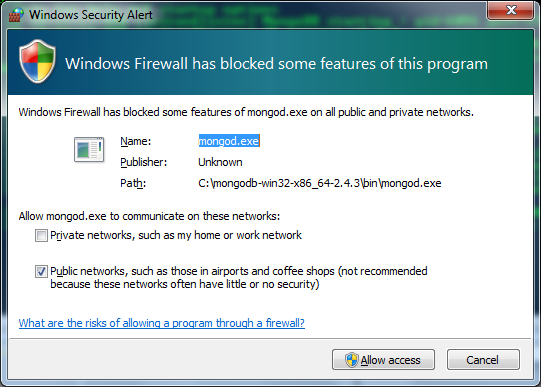 Windows Security Alert
Windows Firewall has blocked some features of this program
Windows Firewall has blocked some features of mongod.exe on all public and private networks.
Name: mongod.exe
Publisher: Unknown
Path: C:\mongodb-win32-x86_64-2.4.3\bin\mongod.exe
Allow mongod.exe to communicate on these networks:
Private networks, such as my home or work network
Public networks, such as those in airports and coffee shops (not recommended
because these networks often have little or no security)
What are the risks of allowing a program through a firewall?
Allow access Cancel